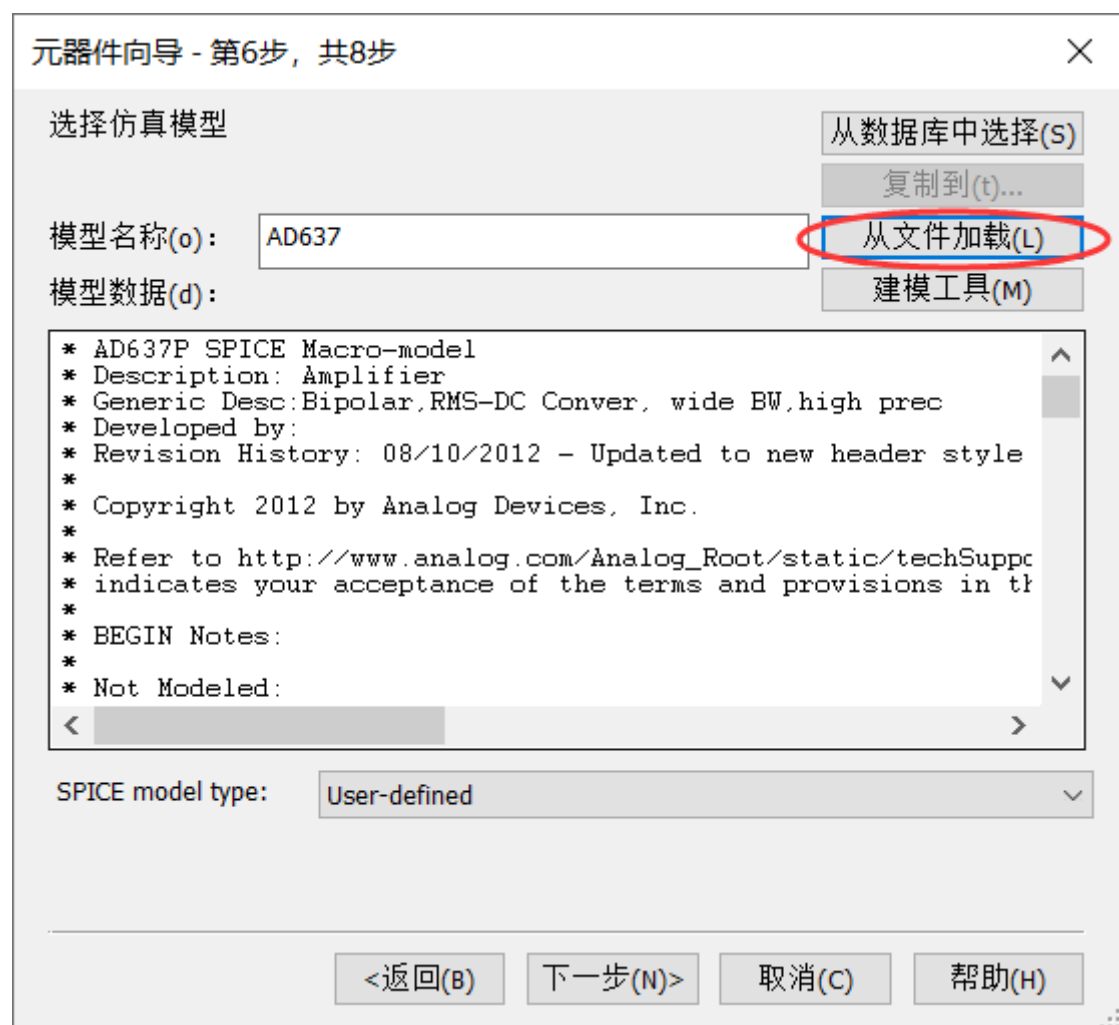 元器件向导 - 第6步，共8步
选择仿真模型
从数据库中选择(S)
复制到(t)...
模型名称(o)：
AD637
从文件加载(L)
模型数据(d)：
建模工具(M)
* AD637P SPICE Macro-model
* Description: Amplifier
* Generic Desc:Bipolar,RMS-DC Conver, wide BW,high prec
* Developed by:
* Revision History: 08/10/2012 - Updated to new header style
*
* Copyright 2012 by Analog Devices, Inc.
*
* Refer to http://www.analog.com/Analog_Root/static/techSuppo
* indicates your acceptance of the terms and provisions in th
*
* BEGIN Notes:
*
* Not Modeled:
SPICE model type:
User-defined
<返回(B)
下一步(N)>
取消(C)
帮助(H)